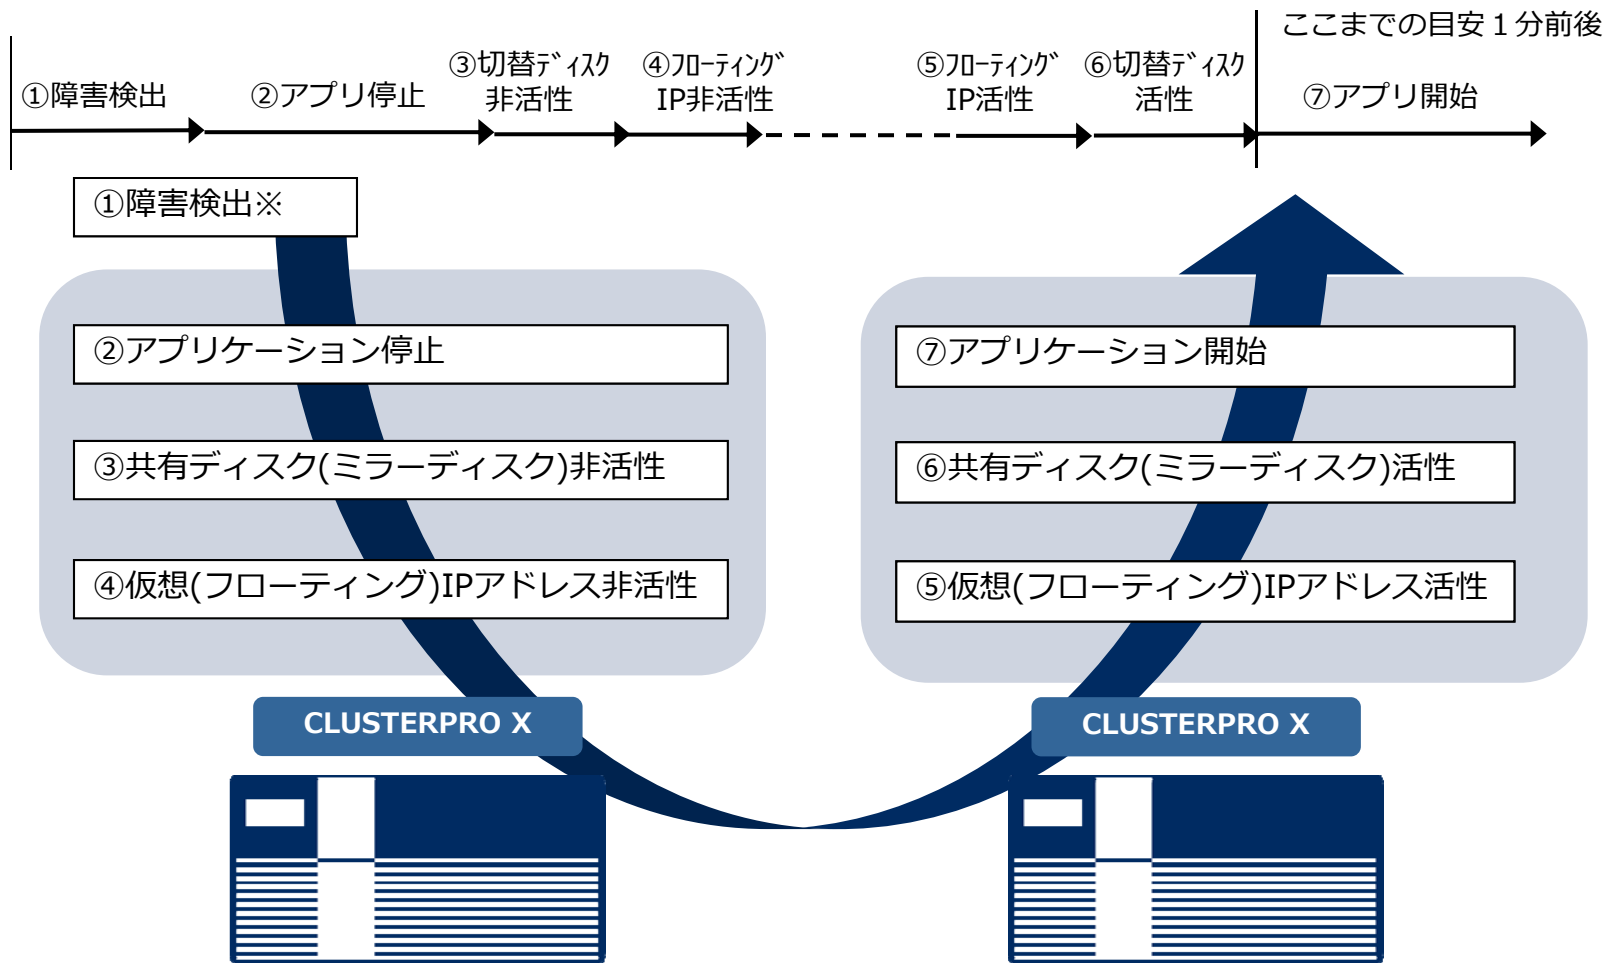 ここまでの目安１分前後
①障害検出
②アプリ停止
③切替ﾃﾞｨｽｸ
非活性
④ﾌﾛｰﾃｨﾝｸﾞ
IP非活性
⑤ﾌﾛｰﾃｨﾝｸﾞ
IP活性
⑥切替ﾃﾞｨｽｸ
活性
⑦アプリ開始
①障害検出※
②アプリケーション停止
③共有ディスク(ミラーディスク)非活性
④仮想(フローティング)IPアドレス非活性
CLUSTERPRO X
⑦アプリケーション開始
⑥共有ディスク(ミラーディスク)活性
⑤仮想(フローティング)IPアドレス活性
CLUSTERPRO X